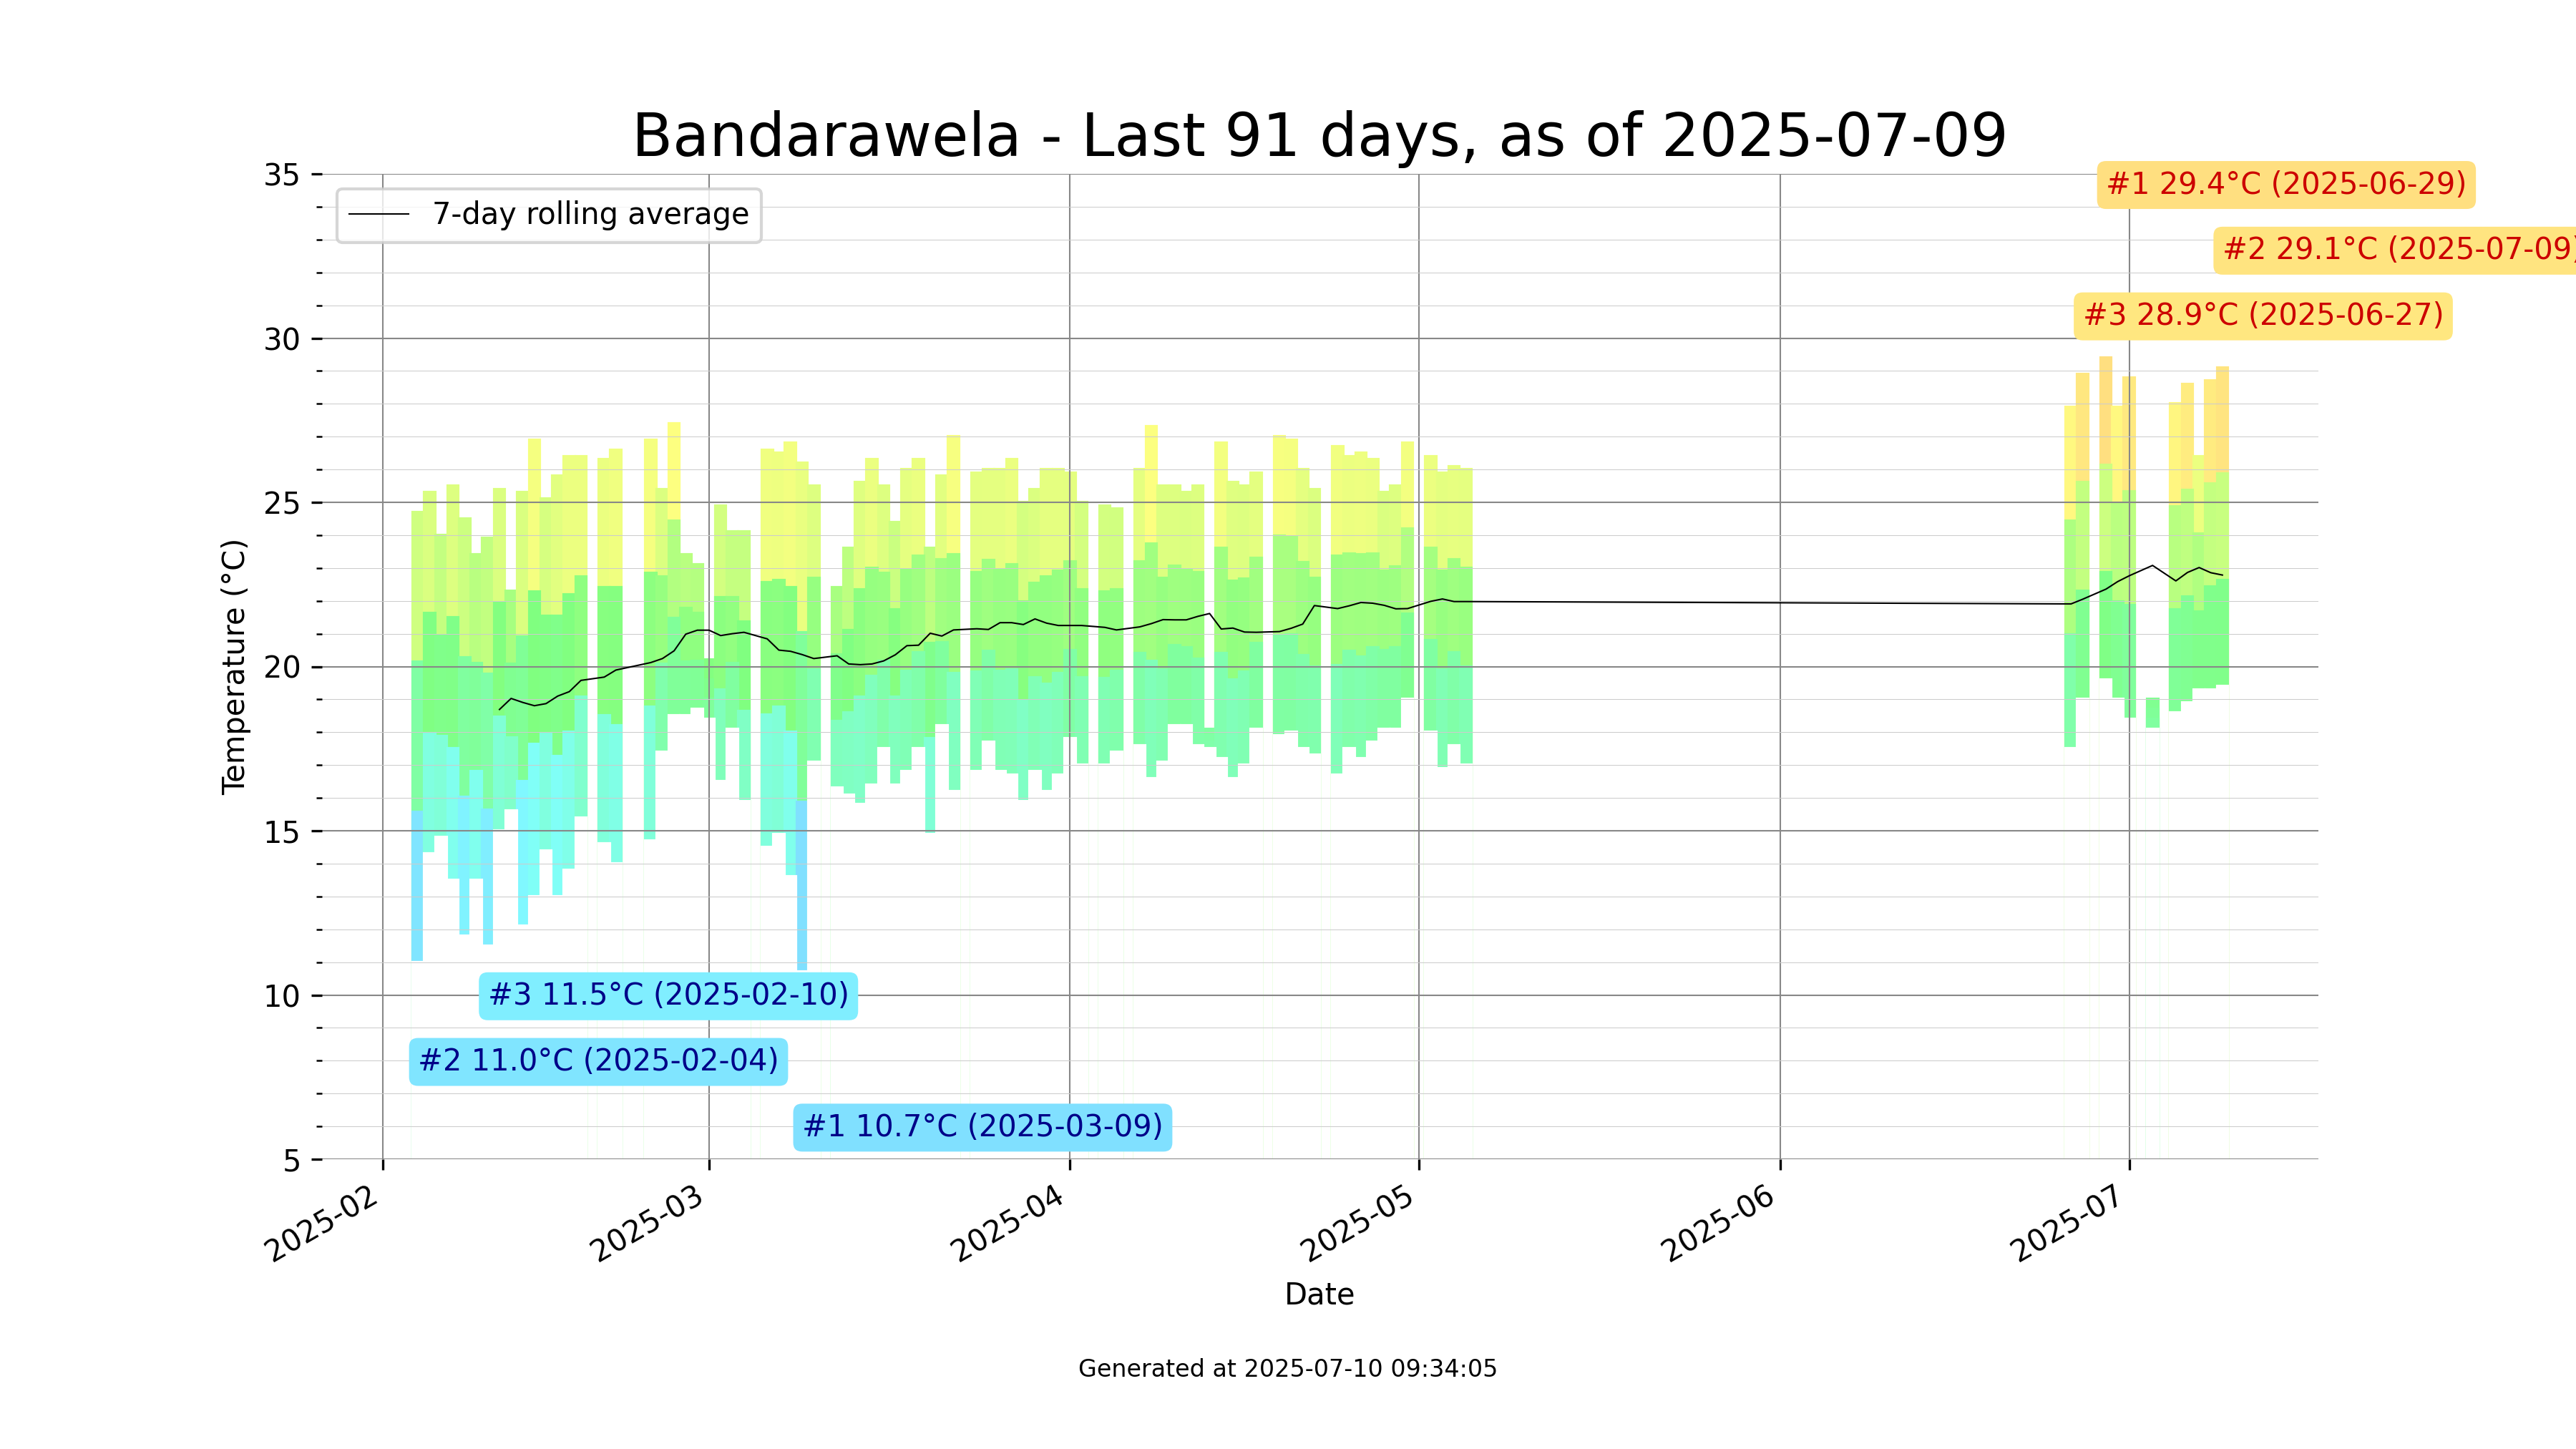 Bandarawela - Last 91 days, as of 2025-07-09
35
#1 29.4°C (2025-06-29)
7-day rolling average
#2 29.1°C (2025-07-09)
#3 28.9°C (2025-06-27)
30
25
Temperature (°C)
20
15
10
#3 11.5°C (2025-02-10)
#2 11.0°C (2025-02-04)
#1 10.7°C (2025-03-09)
5
2025-02
2025-03
2025-04
2025-05
2025-06
2025-07
Date
Generated at 2025-07-10 09:34:05